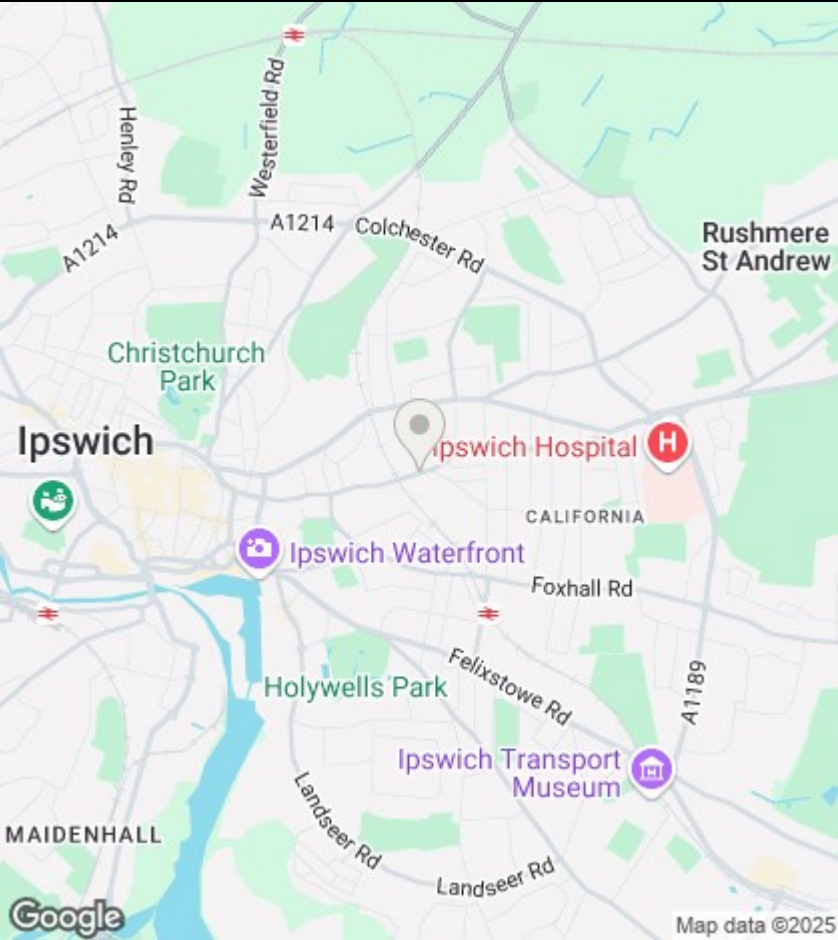 Westerfield Rd
Henley Rd
A1214
A1214
Colchester Rd
Rushmere
St Andrew
Christchurch
Park
Ipswich
Ipswich Hospital
H
CALIFORNIA
Ipswich Waterfront
Foxhall Rd
Holywells Park
Felixstowe Rd
A1189
Ipswich Transport
Museum
Landseer Rd
MAIDENHALL
Landseer Rd
Google
Map data ©2025